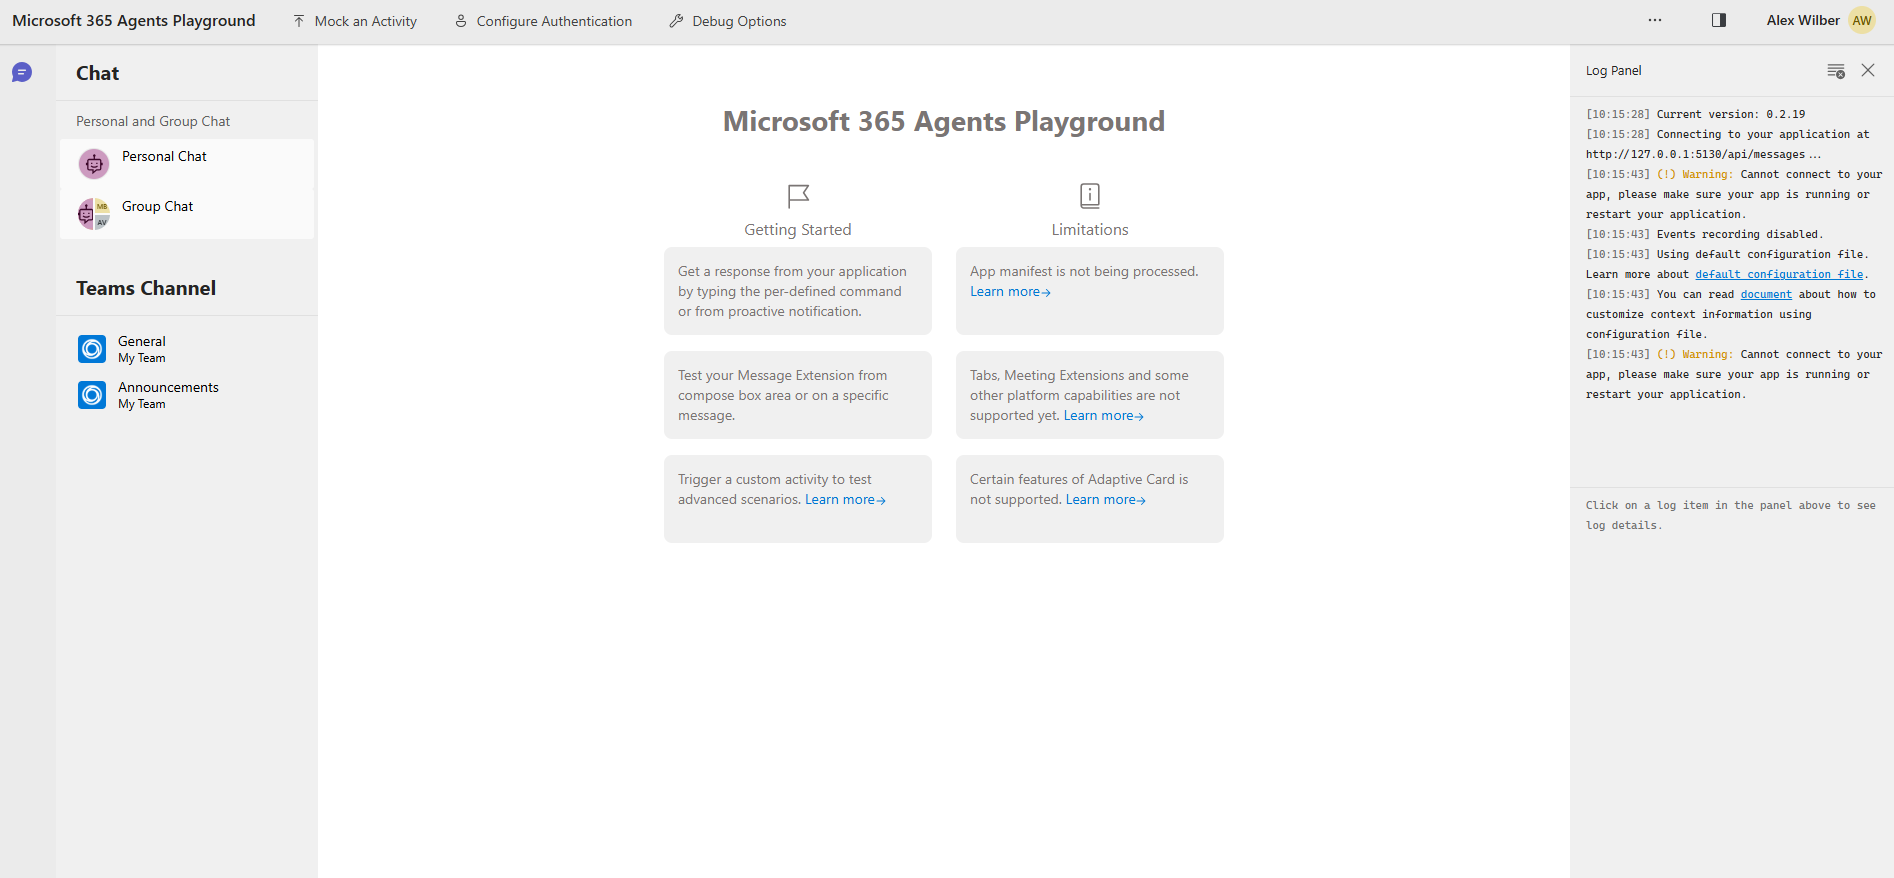 Microsoft 365 Agents Playground
Mock an Activity
Configure Authentication
Debug Options
Alex Wilber
AW
Chat
Personal and Group Chat
Personal Chat
MB
AV
Group Chat
Teams Channel
General
My Team
Announcements
My Team
Microsoft 365 Agents Playground
Getting Started
Get a response from your application
by typing the per-defined command
or from proactive notification.
Test your Message Extension from
compose box area or on a specific
message.
Trigger a custom activity to test
advanced scenarios. Learn more→
Limitations
App manifest is not being processed.
Learn more→
Tabs, Meeting Extensions and some
other platform capabilities are not
supported yet. Learn more→
Certain features of Adaptive Card is
not supported. Learn more→
Log Panel
[10:15:28] Current version: 0.2.19
[10:15:28] Connecting to your application at
http://127.0.0.1:5130/api/messages...
[10:15:43] (!) Warning: Cannot connect to your
app, please make sure your app is running or
restart your application.
[10:15:43] Events recording disabled.
[10:15:43] Using default configuration file.
Learn more about default configuration file.
[10:15:43] You can read document about how to
customize context information using
configuration file.
[10:15:43] (!) Warning: Cannot connect to your
app, please make sure your app is running or
restart your application.
Click on a log item in the panel above to see
log details.